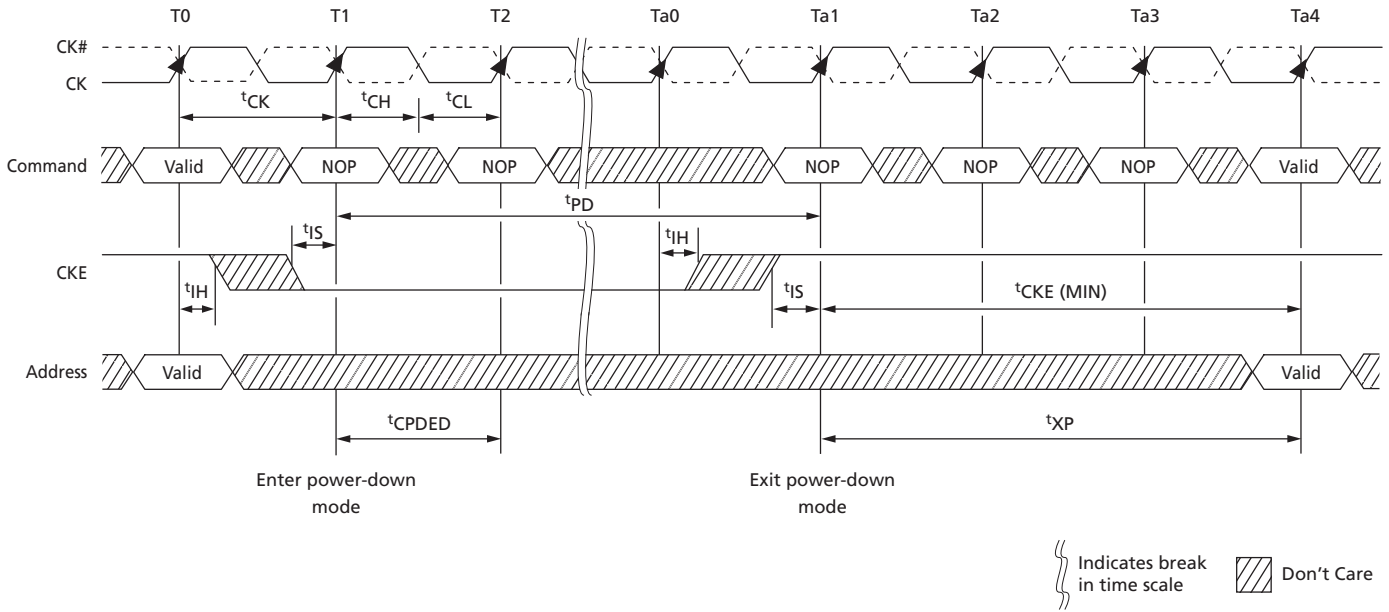 T0 T1 T2 Ta0 Ta1 Ta2 Ta3 Ta4
CK#
CK
tCK tCH tCL
Command Valid NOP NOP NOP NOP NOP Valid
tPD
tIS tIH
CKE
tIH tIS tCKE (MIN)
Address Valid Valid
tCPDED tXP
Enter power-down Exit power-down
mode mode
Indicates break Don't Care
in time scale